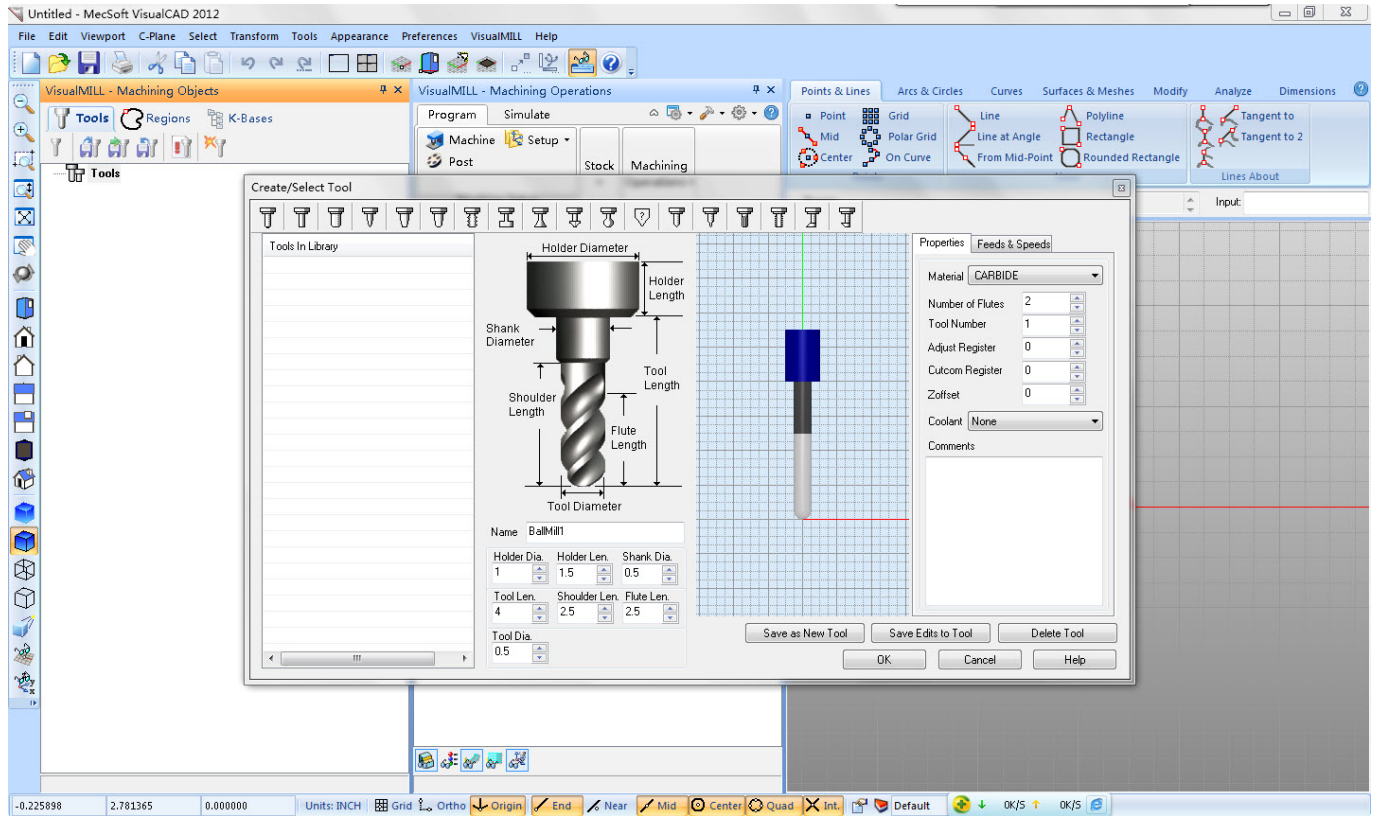 Untitled - MecSoft VisualCAD 2012
File Edit Viewport C-Plane Select Transform Tools Appearance Preferences VisualMILL Help
VisualMILL - Machining Objects
Tools Regions K-Bases
Tools
VisualMILL - Machining Operations
Program Simulate
Machine Setup
Post
Stock Machining
Points & Lines Arcs & Circles Curves Surfaces & Meshes Modify Analyze Dimensions
Point Grid Line Polyline Tangent to
Mid Polar Grid Line at Angle Rectangle Tangent to 2
Center On Curve From Mid-Point Rounded Rectangle
Lines About
Input:
Create/Select Tool
Tools In Library
Holder Diameter
Holder
Length
Shank
Diameter
Tool
Length
Shoulder
Length
Flute
Length
Tool Diameter
Name BallMill1
Holder Dia. Holder Len. Shank Dia.
1 1.5 0.5
Tool Len. Shoulder Len. Flute Len.
4 2.5 2.5
Tool Dia.
0.5
Properties Feeds & Speeds
Material CARBIDE
Number of Flutes 2
Tool Number 1
Adjust Register 0
Cutcom Register 0
Zoffset 0
Coolant None
Comments
Save as New Tool Save Edits to Tool Delete Tool
OK Cancel Help
-0.225898 2.781365 0.000000 Units: INCH Grid Ortho Origin End Near Mid Center Quad Int. Default 0K/S 0K/S